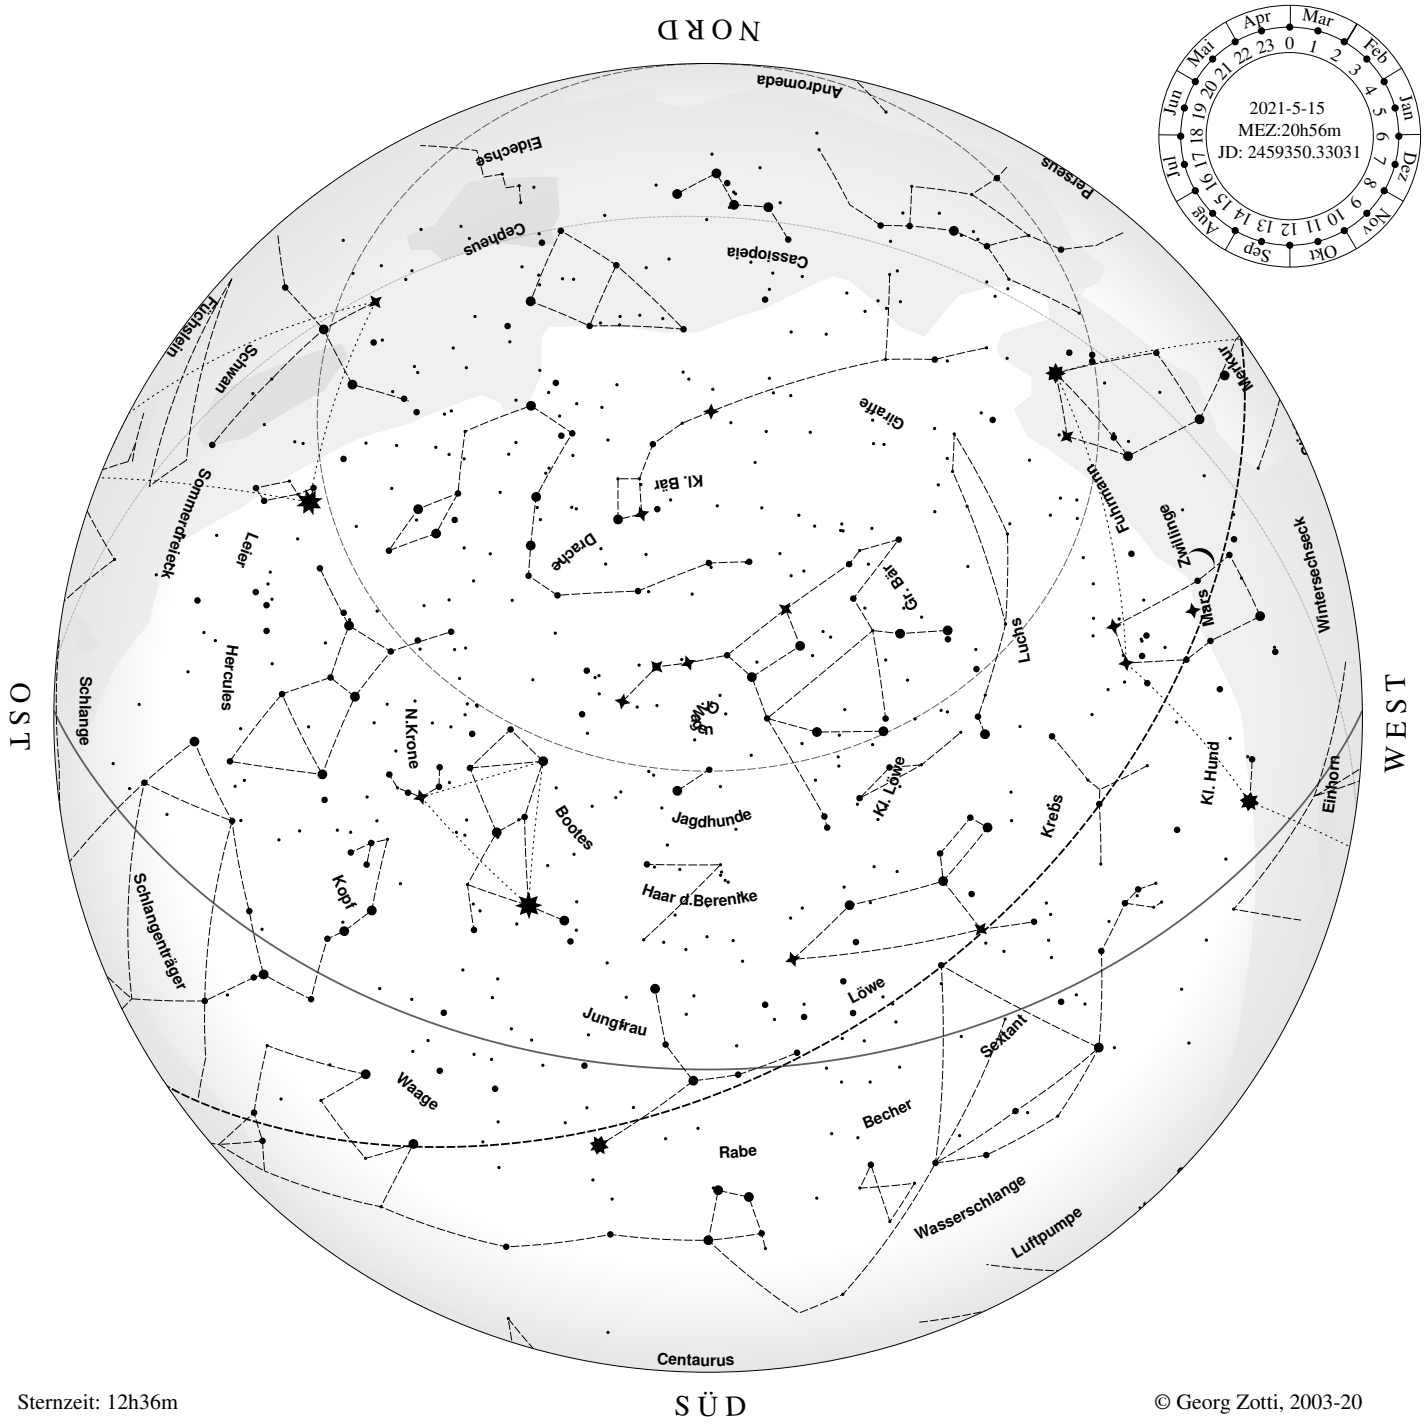 NORD
Apr
Mar
Mai
Feb
Jun
Jan
Jul
Dez
Aug
Nov
Sep
Okt
0
1
2
3
4
5
6
7
8
9
10
11
12
13
14
15
16
17
18
19
20
21
22
23
2021-5-15
MEZ:20h56m
JD: 2459350.33031
Andromeda
Eidechse
Perseus
Cepheus
Cassiopeia
Füchslein
Schwan
Merkur
Giraffe
Kl. Bär
Sommerdreieck
Fuhrmann
Leier
Drache
Zwillinge
Wintersechseck
Gr. Bär
Mars
Luchs
Hercules
OST
Schlange
N.Krone
Gr. Wagen
WEST
Kl. Löwe
Kl. Hund
Einhorn
Jagdhunde
Bootes
Krebs
Kopf
Haar d.Berenike
Schlangenträger
Löwe
Jungfrau
Sextant
Waage
Becher
Rabe
Wasserschlange
Luftpumpe
Centaurus
Sternzeit: 12h36m
SÜD
© Georg Zotti, 2003-20